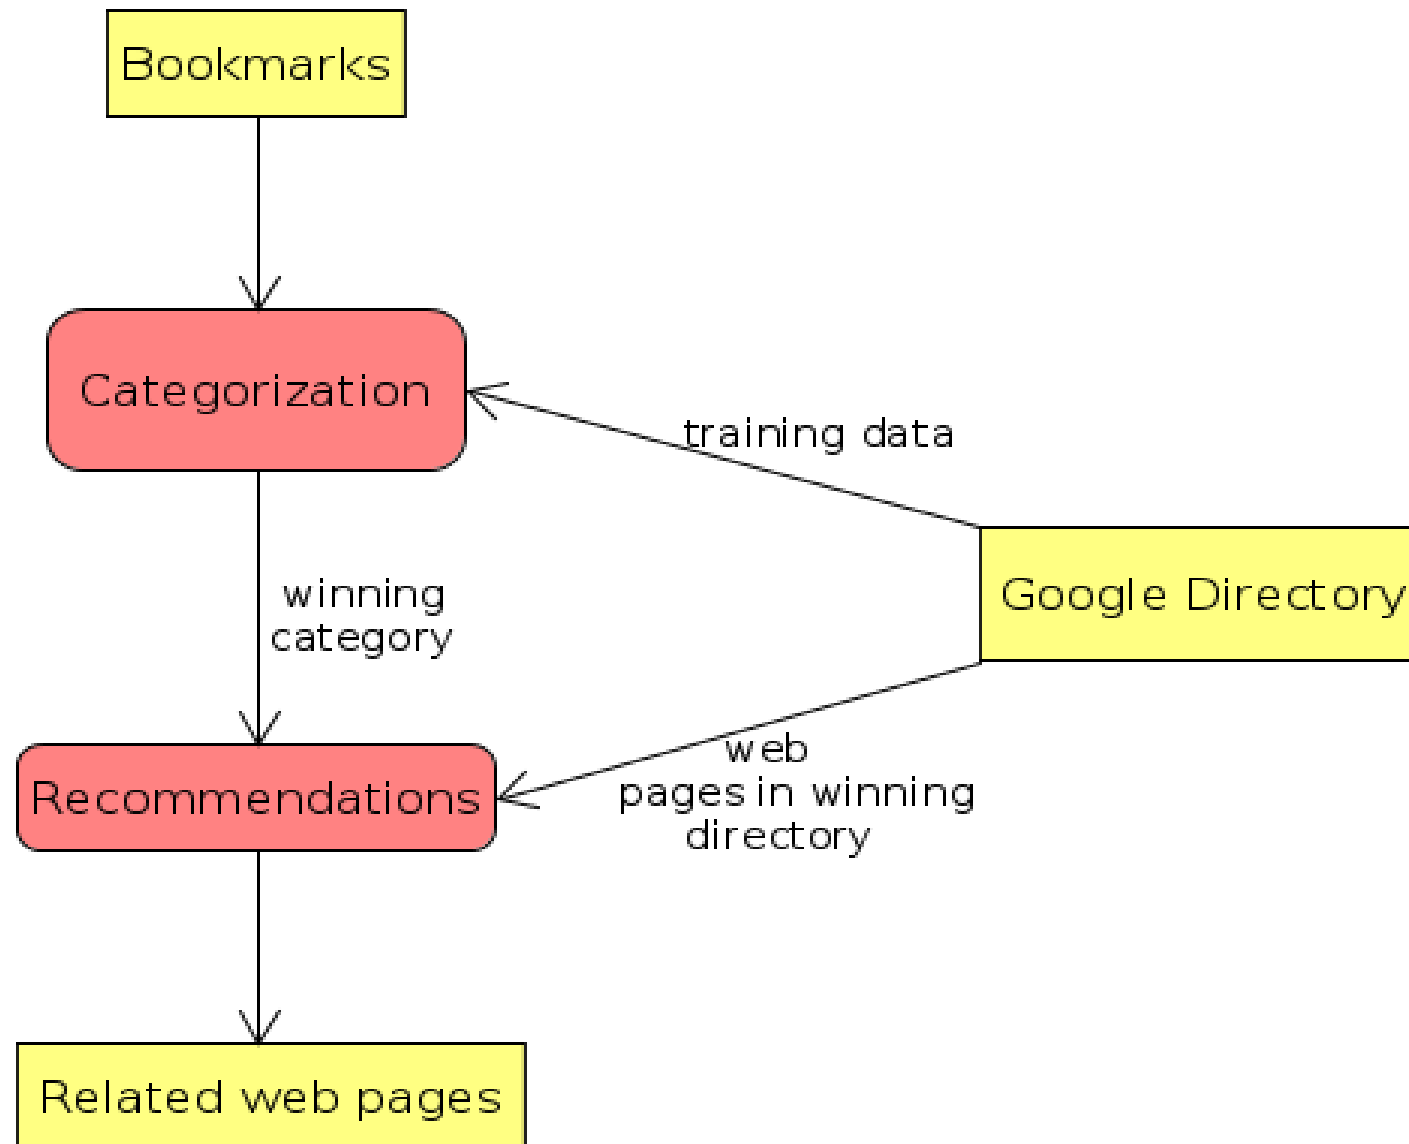 Bookmarks
Categorization
training data
Google Directory
winning
category
web
pages in winning
directory
Recommendations
Related web pages